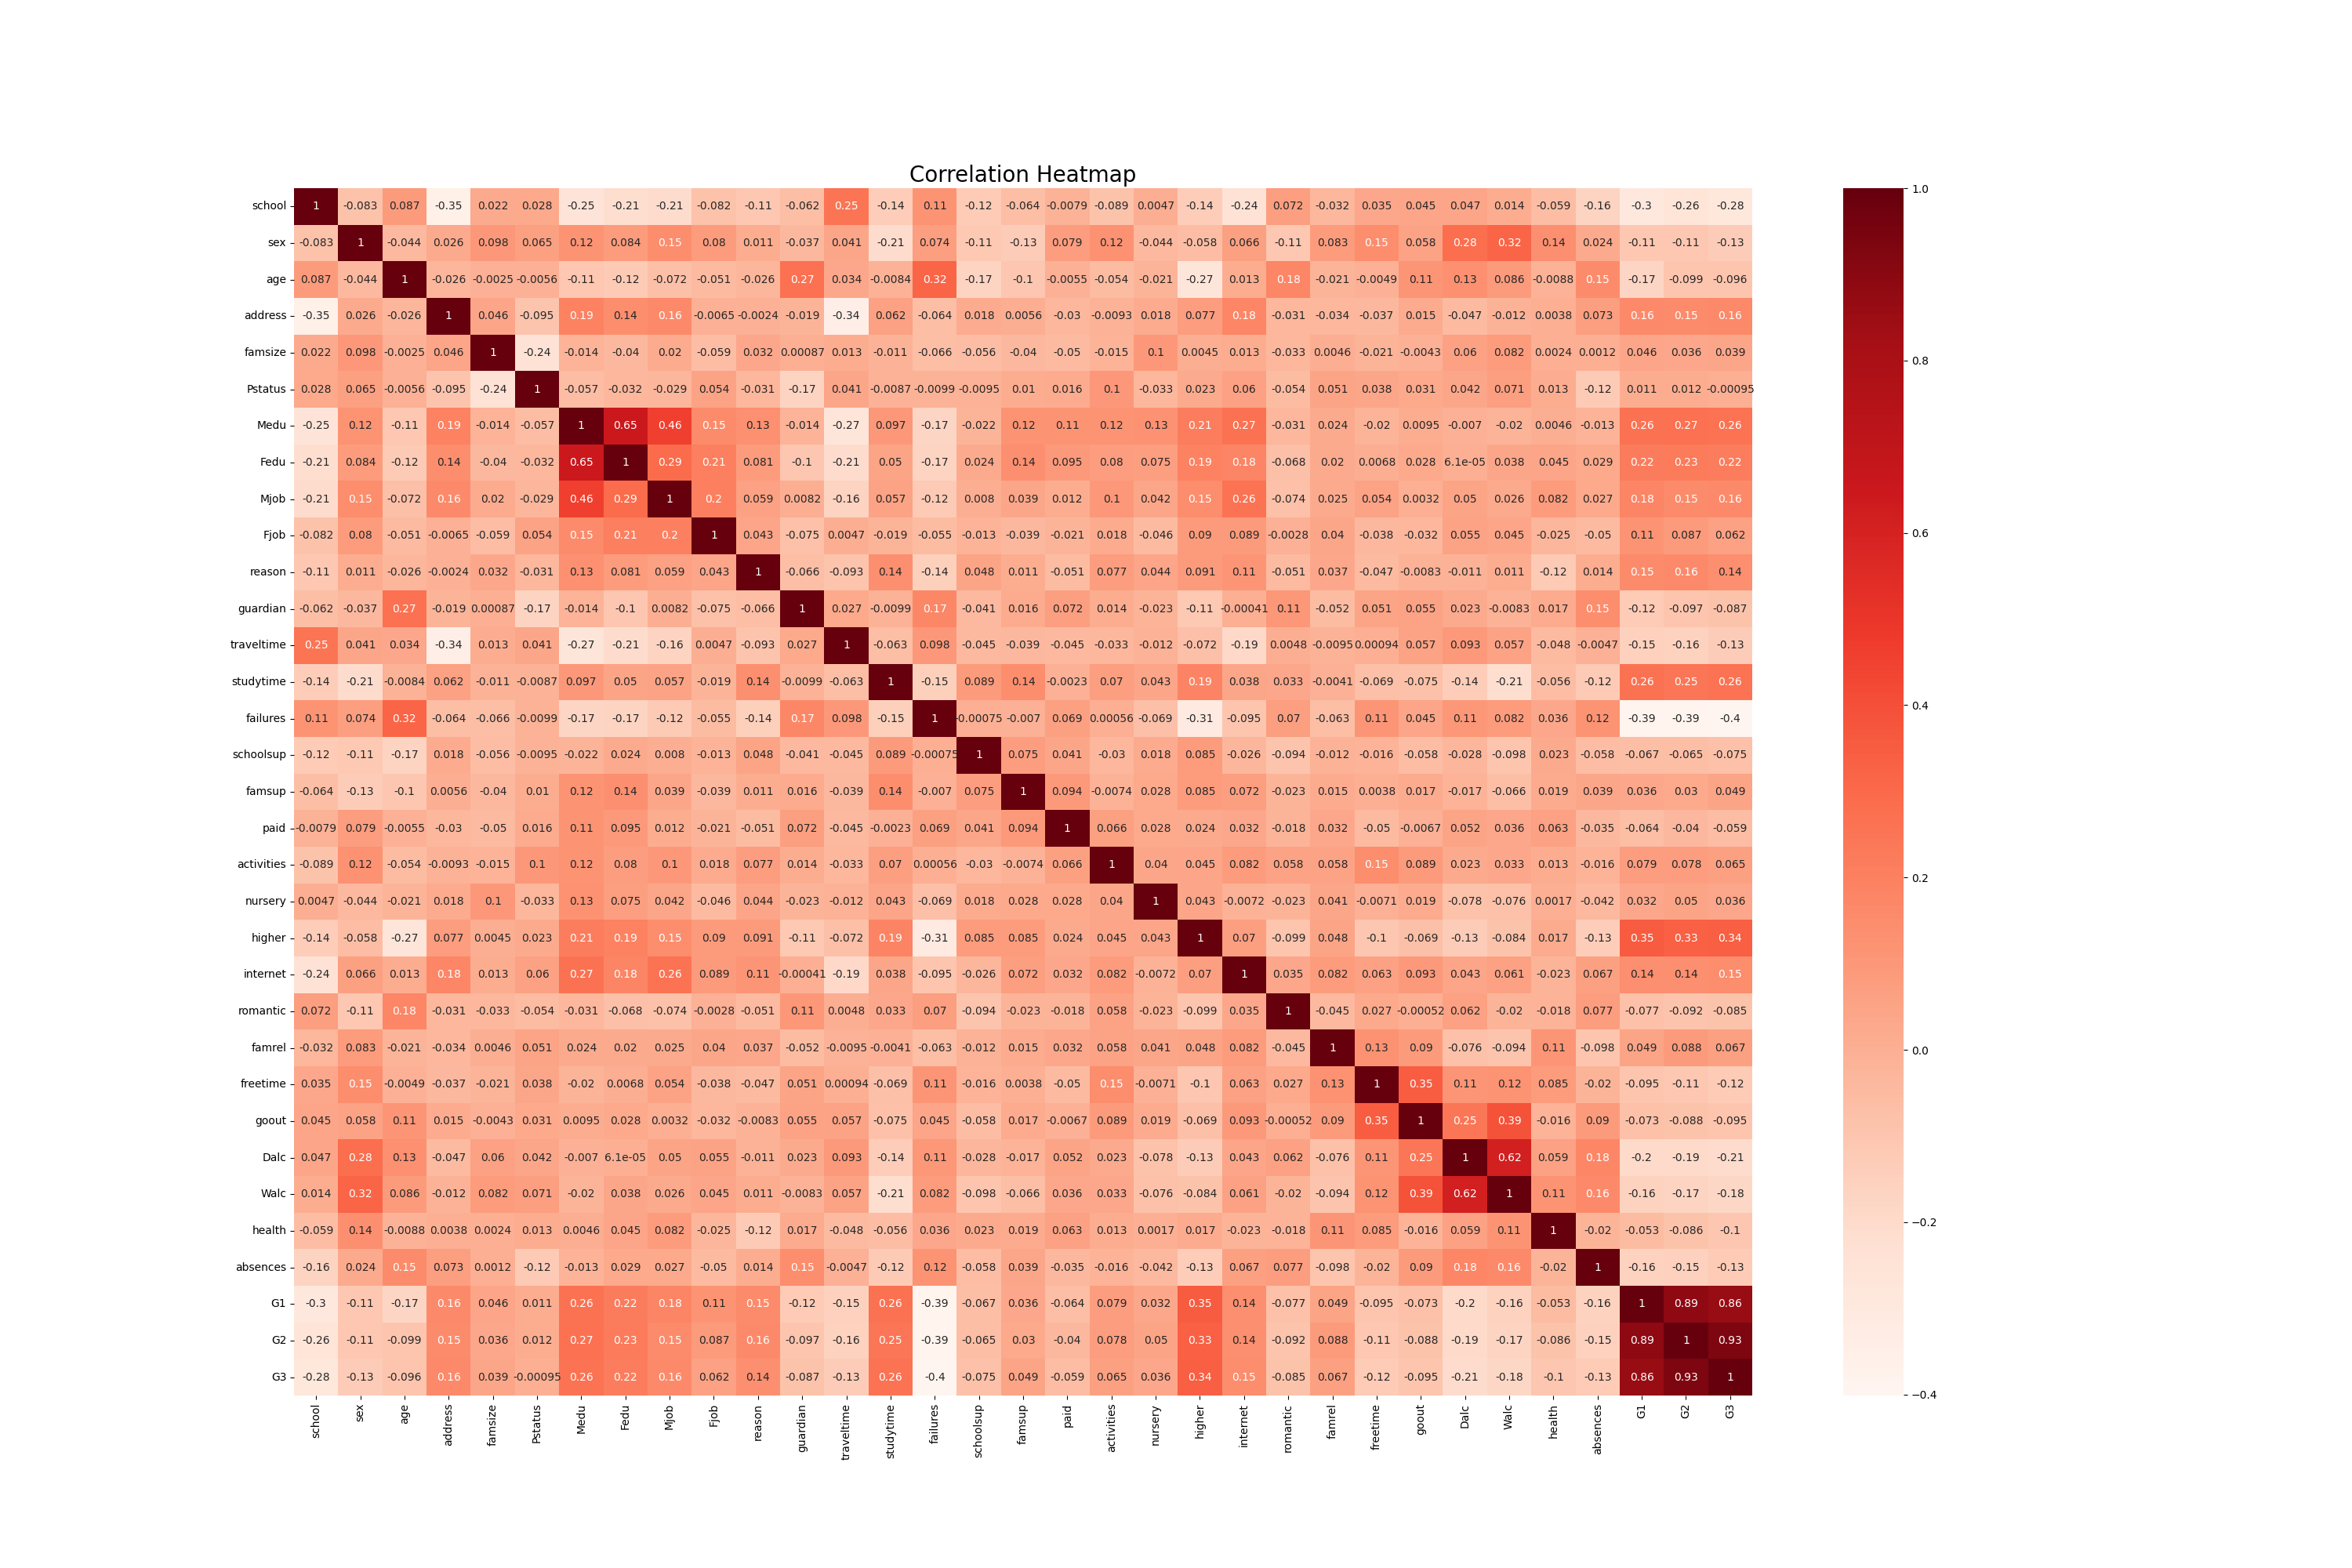 Correlation Heatmap
school 1 -0.083 0.087 -0.35 0.022 0.028 -0.25 -0.21 -0.21 -0.082 -0.11 -0.062 0.25 -0.14 0.11 -0.12 -0.064 -0.0079 -0.089 0.0047 -0.14 -0.24 0.072 -0.032 0.035 0.045 0.047 0.014 -0.059 -0.16 -0.3 -0.26 -0.28
sex -0.083 1 -0.044 0.026 0.098 0.065 0.12 0.084 0.15 0.08 0.011 -0.037 0.041 -0.21 0.074 -0.11 -0.13 0.079 0.12 -0.044 -0.058 0.066 -0.11 0.083 0.15 0.058 0.28 0.32 0.14 0.024 -0.11 -0.11 -0.13
age 0.087 -0.044 1 -0.026 -0.0025 -0.0056 -0.11 -0.12 -0.072 -0.051 -0.026 0.27 0.034 -0.0084 0.32 -0.17 -0.1 -0.0055 -0.054 -0.021 -0.27 0.013 0.18 -0.021 -0.0049 0.11 0.13 0.086 -0.0088 0.15 -0.17 -0.099 -0.096
address -0.35 0.026 -0.026 1 0.046 -0.095 0.19 0.14 0.16 -0.0065 -0.0024 -0.019 -0.34 0.062 -0.064 0.018 0.0056 -0.03 -0.0093 0.018 0.077 0.18 -0.031 -0.034 -0.037 0.015 -0.047 -0.012 0.0038 0.073 0.16 0.15 0.16
famsize 0.022 0.098 -0.0025 0.046 1 -0.24 -0.014 -0.04 0.02 -0.059 0.032 0.00087 0.013 -0.011 -0.066 -0.056 -0.04 -0.05 -0.015 0.1 0.0045 0.013 -0.033 0.0046 -0.021 -0.0043 0.06 0.082 0.0024 0.0012 0.046 0.036 0.039
Pstatus 0.028 0.065 -0.0056 -0.095 -0.24 1 -0.057 -0.032 -0.029 0.054 -0.031 -0.17 0.041 -0.0087 -0.0099 -0.0095 0.01 0.016 0.1 -0.033 0.023 0.06 -0.054 0.051 0.038 0.031 0.042 0.071 0.013 -0.12 0.011 0.012 -0.00095
Medu -0.25 0.12 -0.11 0.19 -0.014 -0.057 1 0.65 0.46 0.15 0.13 -0.014 -0.27 0.097 -0.17 -0.022 0.12 0.11 0.12 0.13 0.21 0.27 -0.031 0.024 -0.02 0.0095 -0.007 -0.02 0.0046 -0.013 0.26 0.27 0.26
Fedu -0.21 0.084 -0.12 0.14 -0.04 -0.032 0.65 1 0.29 0.21 0.081 -0.1 -0.21 0.05 -0.17 0.024 0.14 0.095 0.08 0.075 0.19 0.18 -0.068 0.02 0.0068 0.028 6.1e-05 0.038 0.045 0.029 0.22 0.23 0.22
Mjob -0.21 0.15 -0.072 0.16 0.02 -0.029 0.46 0.29 1 0.2 0.059 0.0082 -0.16 0.057 -0.12 0.008 0.039 0.012 0.1 0.042 0.15 0.26 -0.074 0.025 0.054 0.0032 0.05 0.026 0.082 0.027 0.18 0.15 0.16
Fjob -0.082 0.08 -0.051 -0.0065 -0.059 0.054 0.15 0.21 0.2 1 0.043 -0.075 0.0047 -0.019 -0.055 -0.013 -0.039 -0.021 0.018 -0.046 0.09 0.089 -0.0028 0.04 -0.038 -0.032 0.055 0.045 -0.025 -0.05 0.11 0.087 0.062
reason -0.11 0.011 -0.026 -0.0024 0.032 -0.031 0.13 0.081 0.059 0.043 1 -0.066 -0.093 0.14 -0.14 0.048 0.011 -0.051 0.077 0.044 0.091 0.11 -0.051 0.037 -0.047 -0.0083 -0.011 0.011 -0.12 0.014 0.15 0.16 0.14
guardian -0.062 -0.037 0.27 -0.019 0.00087 -0.17 -0.014 -0.1 0.0082 -0.075 -0.066 1 0.027 -0.0099 0.17 -0.041 0.016 0.072 0.014 -0.023 -0.11 -0.00041 0.11 -0.052 0.051 0.055 0.023 -0.0083 0.017 0.15 -0.12 -0.097 -0.087
traveltime 0.25 0.041 0.034 -0.34 0.013 0.041 -0.27 -0.21 -0.16 0.0047 -0.093 0.027 1 -0.063 0.098 -0.045 -0.039 -0.045 -0.033 -0.012 -0.072 -0.19 0.0048 -0.0095 0.00094 0.057 0.093 0.057 -0.048 -0.0047 -0.15 -0.16 -0.13
studytime -0.14 -0.21 -0.0084 0.062 -0.011 -0.0087 0.097 0.05 0.057 -0.019 0.14 -0.0099 -0.063 1 -0.15 0.089 0.14 -0.0023 0.07 0.043 0.19 0.038 0.033 -0.0041 -0.069 -0.075 -0.14 -0.21 -0.056 -0.12 0.26 0.25 0.26
failures 0.11 0.074 0.32 -0.064 -0.066 -0.0099 -0.17 -0.17 -0.12 -0.055 -0.14 0.17 0.098 -0.15 1 -0.00075 -0.007 0.069 0.00056 -0.069 -0.31 -0.095 0.07 -0.063 0.11 0.045 0.11 0.082 0.036 0.12 -0.39 -0.39 -0.4
schoolsup -0.12 -0.11 -0.17 0.018 -0.056 -0.0095 -0.022 0.024 0.008 -0.013 0.048 -0.041 -0.045 0.089 -0.00075 1 0.075 0.041 -0.03 0.018 0.085 -0.026 -0.094 -0.012 -0.016 -0.058 -0.028 -0.098 0.023 -0.058 -0.067 -0.065 -0.075
famsup -0.064 -0.13 -0.1 0.0056 -0.04 0.01 0.12 0.14 0.039 -0.039 0.011 0.016 -0.039 0.14 -0.007 0.075 1 0.094 -0.0074 0.028 0.085 0.072 -0.023 0.015 0.0038 0.017 -0.017 -0.066 0.019 0.039 0.036 0.03 0.049
paid -0.0079 0.079 -0.0055 -0.03 -0.05 0.016 0.11 0.095 0.012 -0.021 -0.051 0.072 -0.045 -0.0023 0.069 0.041 0.094 1 0.066 0.028 0.024 0.032 -0.018 0.032 -0.05 -0.0067 0.052 0.036 0.063 -0.035 -0.064 -0.04 -0.059
activities -0.089 0.12 -0.054 -0.0093 -0.015 0.1 0.12 0.08 0.1 0.018 0.077 0.014 -0.033 0.07 0.00056 -0.03 -0.0074 0.066 1 0.04 0.045 0.082 0.058 0.058 0.15 0.089 0.023 0.033 0.013 -0.016 0.079 0.078 0.065
nursery 0.0047 -0.044 -0.021 0.018 0.1 -0.033 0.13 0.075 0.042 -0.046 0.044 -0.023 -0.012 0.043 -0.069 0.018 0.028 0.028 0.04 1 0.043 -0.0072 -0.023 0.041 -0.0071 0.019 -0.078 -0.076 0.0017 -0.042 0.032 0.05 0.036
higher -0.14 -0.058 -0.27 0.077 0.0045 0.023 0.21 0.19 0.15 0.09 0.091 -0.11 -0.072 0.19 -0.31 0.085 0.085 0.024 0.045 0.043 1 0.07 -0.099 0.048 -0.1 -0.069 -0.13 -0.084 0.017 -0.13 0.35 0.33 0.34
internet -0.24 0.066 0.013 0.18 0.013 0.06 0.27 0.18 0.26 0.089 0.11 -0.00041 -0.19 0.038 -0.095 -0.026 0.072 0.032 0.082 -0.0072 0.07 1 0.035 0.082 0.063 0.093 0.043 0.061 -0.023 0.067 0.14 0.14 0.15
romantic 0.072 -0.11 0.18 -0.031 -0.033 -0.054 -0.031 -0.068 -0.074 -0.0028 -0.051 0.11 0.0048 0.033 0.07 -0.094 -0.023 -0.018 0.058 -0.023 -0.099 0.035 1 -0.045 0.027 -0.00052 0.062 -0.02 -0.018 0.077 -0.077 -0.092 -0.085
famrel -0.032 0.083 -0.021 -0.034 0.0046 0.051 0.024 0.02 0.025 0.04 0.037 -0.052 -0.0095 -0.0041 -0.063 -0.012 0.015 0.032 0.058 0.041 0.048 0.082 -0.045 1 0.13 0.09 -0.076 -0.094 0.11 -0.098 0.049 0.088 0.067
freetime 0.035 0.15 -0.0049 -0.037 -0.021 0.038 -0.02 0.0068 0.054 -0.038 -0.047 0.051 0.00094 -0.069 0.11 -0.016 0.0038 -0.05 0.15 -0.0071 -0.1 0.063 0.027 0.13 1 0.35 0.11 0.12 0.085 -0.02 -0.095 -0.11 -0.12
goout 0.045 0.058 0.11 0.015 -0.0043 0.031 0.0095 0.028 0.0032 -0.032 -0.0083 0.055 0.057 -0.075 0.045 -0.058 0.017 -0.0067 0.089 0.019 -0.069 0.093 -0.00052 0.09 0.35 1 0.25 0.39 -0.016 0.09 -0.073 -0.088 -0.095
Dalc 0.047 0.28 0.13 -0.047 0.06 0.042 -0.007 6.1e-05 0.05 0.055 -0.011 0.023 0.093 -0.14 0.11 -0.028 -0.017 0.052 0.023 -0.078 -0.13 0.043 0.062 -0.076 0.11 0.25 1 0.62 0.059 0.18 -0.2 -0.19 -0.21
Walc 0.014 0.32 0.086 -0.012 0.082 0.071 -0.02 0.038 0.026 0.045 0.011 -0.0083 0.057 -0.21 0.082 -0.098 -0.066 0.036 0.033 -0.076 -0.084 0.061 -0.02 -0.094 0.12 0.39 0.62 1 0.11 0.16 -0.16 -0.17 -0.18
health -0.059 0.14 -0.0088 0.0038 0.0024 0.013 0.0046 0.045 0.082 -0.025 -0.12 0.017 -0.048 -0.056 0.036 0.023 0.019 0.063 0.013 0.0017 0.017 -0.023 -0.018 0.11 0.085 -0.016 0.059 0.11 1 -0.02 -0.053 -0.086 -0.1
absences -0.16 0.024 0.15 0.073 0.0012 -0.12 -0.013 0.029 0.027 -0.05 0.014 0.15 -0.0047 -0.12 0.12 -0.058 0.039 -0.035 -0.016 -0.042 -0.13 0.067 0.077 -0.098 -0.02 0.09 0.18 0.16 -0.02 1 -0.16 -0.15 -0.13
G1 -0.3 -0.11 -0.17 0.16 0.046 0.011 0.26 0.22 0.18 0.11 0.15 -0.12 -0.15 0.26 -0.39 -0.067 0.036 -0.064 0.079 0.032 0.35 0.14 -0.077 0.049 -0.095 -0.073 -0.2 -0.16 -0.053 -0.16 1 0.89 0.86
G2 -0.26 -0.11 -0.099 0.15 0.036 0.012 0.27 0.23 0.15 0.087 0.16 -0.097 -0.16 0.25 -0.39 -0.065 0.03 -0.04 0.078 0.05 0.33 0.14 -0.092 0.088 -0.11 -0.088 -0.19 -0.17 -0.086 -0.15 0.89 1 0.93
G3 -0.28 -0.13 -0.096 0.16 0.039 -0.00095 0.26 0.22 0.16 0.062 0.14 -0.087 -0.13 0.26 -0.4 -0.075 0.049 -0.059 0.065 0.036 0.34 0.15 -0.085 0.067 -0.12 -0.095 -0.21 -0.18 -0.1 -0.13 0.86 0.93 1
school sex age address famsize Pstatus Medu Fedu Mjob Fjob reason guardian traveltime studytime failures schoolsup famsup paid activities nursery higher internet romantic famrel freetime goout Dalc Walc health absences G1 G2 G3
1.0
0.8
0.6
0.4
0.2
0.0
−0.2
−0.4